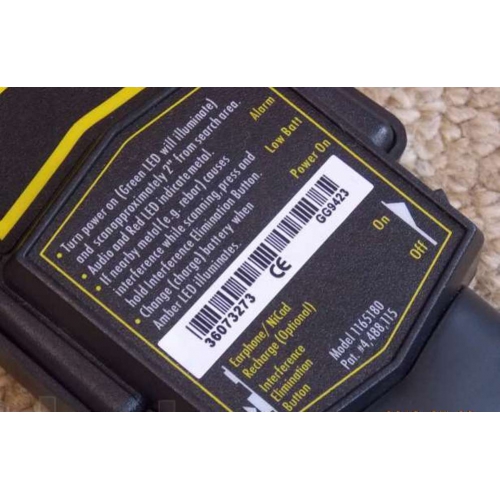 • Turn power on (Green LED will illuminate)
and scan approximately 2" from search area.
• Audio and Red LED indicate metal.
• If nearby metal (e.g.- rebar) causes
interference while scanning, press and
hold Interference Elimination Button.
• Change (charge) battery when
Amber LED illuminates.
Alarm
Low Batt
Power On
GG9423
CE
36073273
On
Off
Earphone/ NiCad
Recharge (Optional)
Interference
Elimination
Button
Model 1165180
Pat. #4,488,115